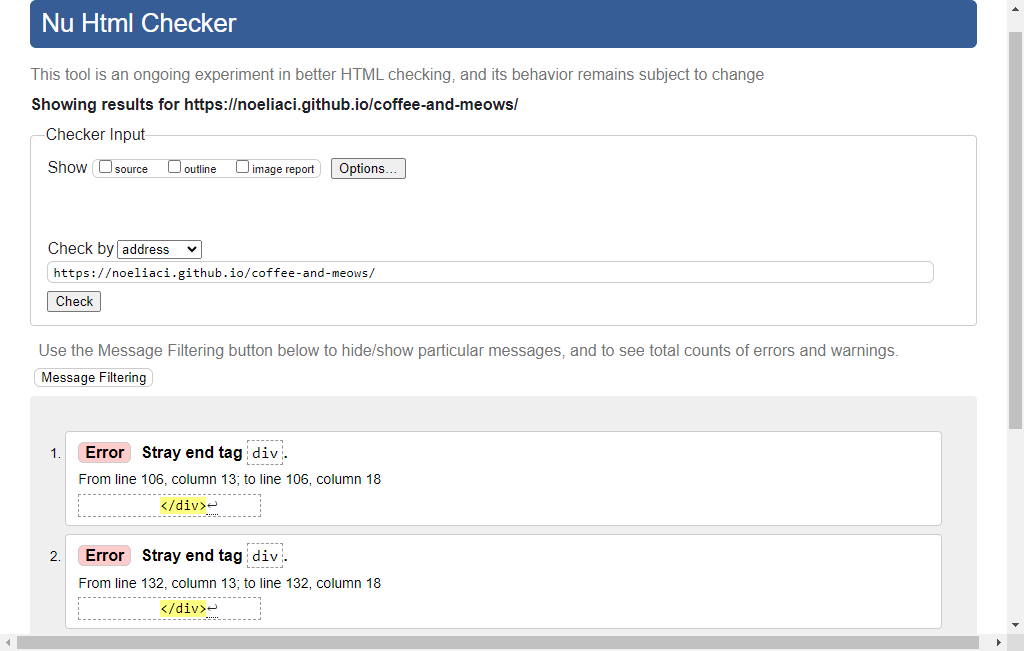 Nu Html Checker
This tool is an ongoing experiment in better HTML checking, and its behavior remains subject to change
Showing results for https://noeliaci.github.io/coffee-and-meows/
Checker Input
Show source outline image report Options...
Check by address
https://noeliaci.github.io/coffee-and-meows/
Check
Use the Message Filtering button below to hide/show particular messages, and to see total counts of errors and warnings.
Message Filtering
1. Error Stray end tag div.
From line 106, column 13; to line 106, column 18
</div>↩
2. Error Stray end tag div.
From line 132, column 13; to line 132, column 18
</div>↩